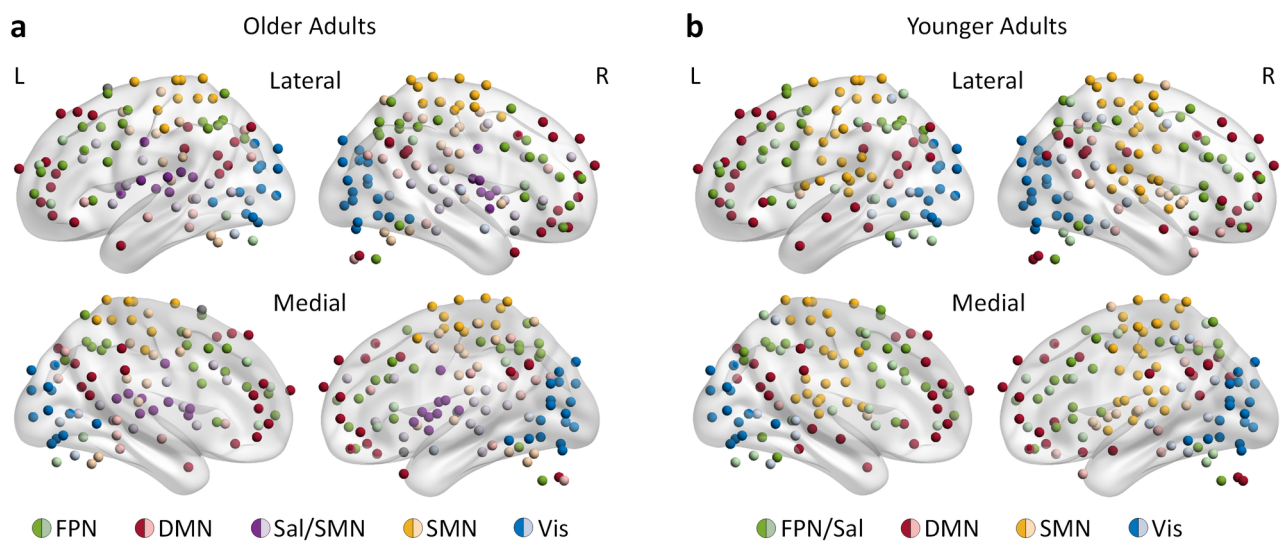 a Older Adults
L Lateral R
Medial
FPN DMN Sal/SMN SMN Vis
b Younger Adults
L Lateral R
Medial
FPN/Sal DMN SMN Vis